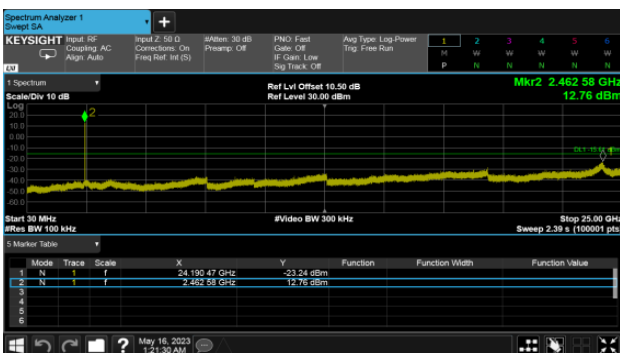 Spectrum Analyzer 1
Swept SA
+
KEYSIGHT Input: RF
Coupling: AC
Align: Auto
Input Z: 50 Ω
Corrections: On
Freq Ref: Int (S)
#Atten: 30 dB
Preamp: Off
PNO: Fast
Gate: Off
IF Gain: Low
Sig Track: Off
Avg Type: Log-Power
Trig: Free Run
1 2 3 4 5 6
M W W W W W
P N N N N N
LXI
1 Spectrum
Scale/Div 10 dB
Ref Lvl Offset 10.50 dB
Ref Level 30.00 dBm
Mkr2 2.462 58 GHz
12.76 dBm
Log
20.0
10.0
0.00
-10.0
-20.0
-30.0
-40.0
-50.0
-60.0
2
Start 30 MHz
#Res BW 100 kHz
#Video BW 300 kHz
Stop 25.00 GHz
Sweep 2.39 s (100001 pts)
5 Marker Table
Mode Trace Scale X Y Function Function Width Function Value
1 N 1 f 24.190 47 GHz -23.24 dBm
2 N 1 f 2.462 58 GHz 12.76 dBm
3
4
5
6
?
May 16, 2023
1:21:30 AM